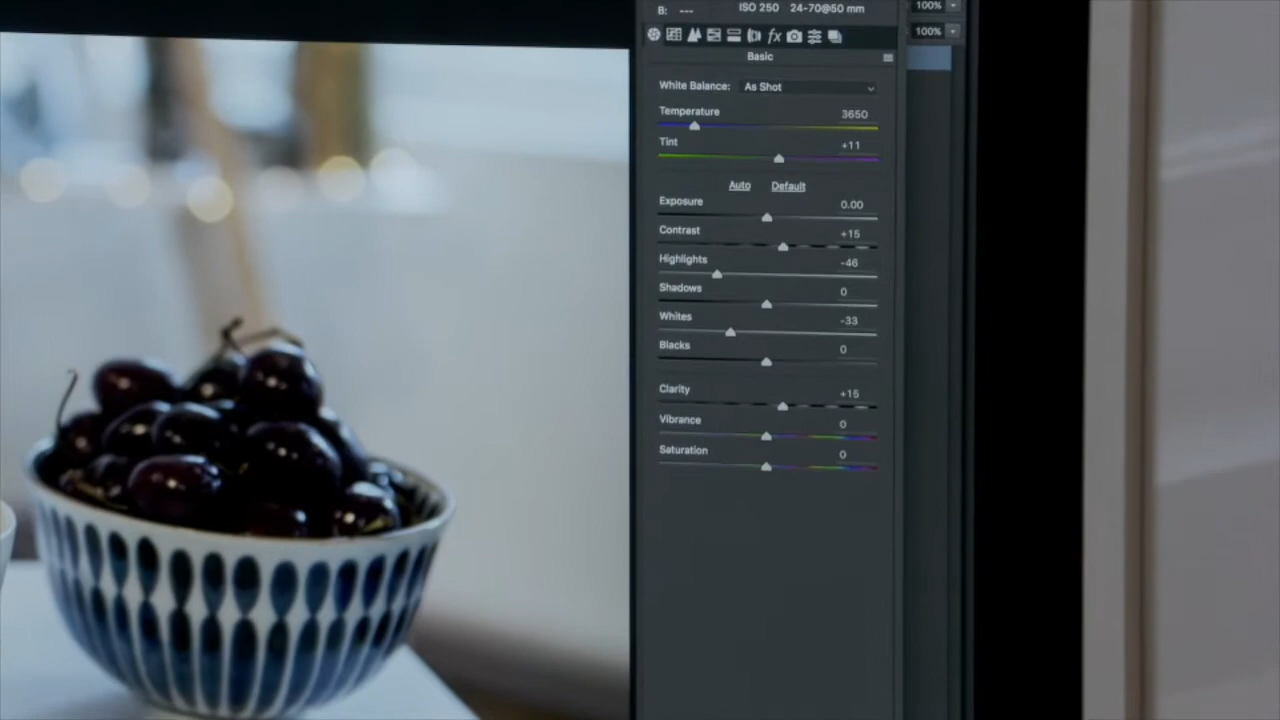 B: --- ISO 250 24-70@50 mm
100%
100%
fx
Basic
White Balance: As Shot
Temperature 3650
Tint +11
Auto Default
Exposure 0.00
Contrast +15
Highlights -46
Shadows 0
Whites -33
Blacks 0
Clarity +15
Vibrance 0
Saturation 0